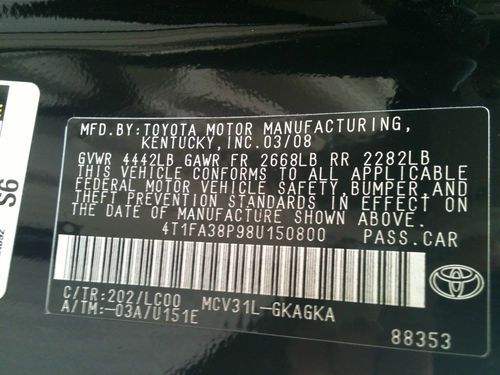 MFD.BY:TOYOTA MOTOR MANUFACTURING,
KENTUCKY,INC.03/08
GVWR 4442LB GAWR FR 2668LB RR 2282LB
THIS VEHICLE CONFORMS TO ALL APPLICABLE
FEDERAL MOTOR VEHICLE SAFETY,BUMPER,AND
THEFT PREVENTION STANDARDS IN EFFECT ON
THE DATE OF MANUFACTURE SHOWN ABOVE.
4T1FA38P98U150800 PASS.CAR
C/TR:202/LC00 MCV31L-GKAGKA
A/TM:-03A/U151E
88353
S6